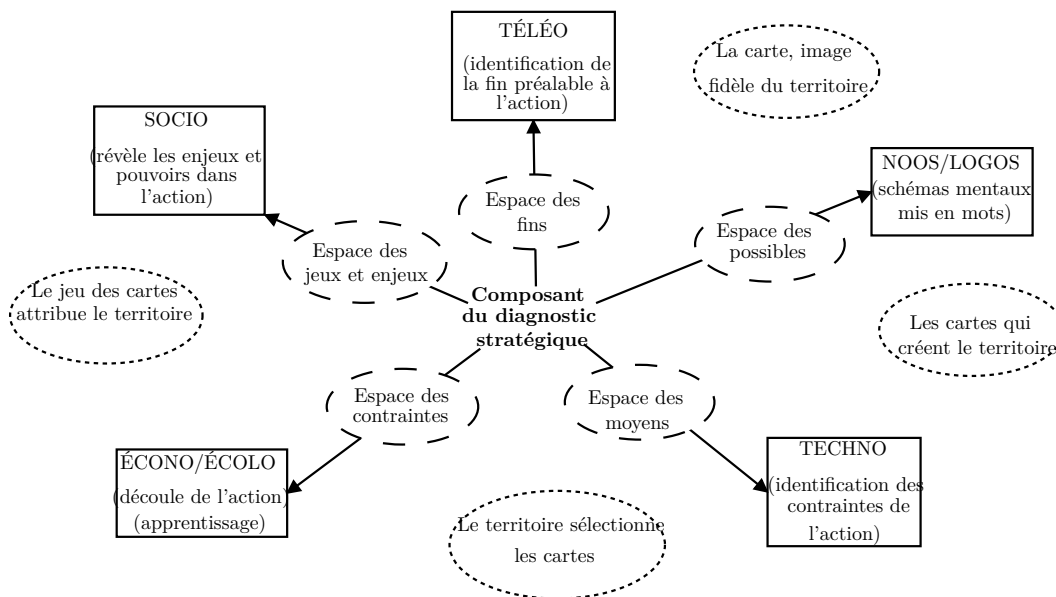 TÉLÉO
(identification de
la fin préalable à
l'action)
La carte, image
fidèle du territoire
SOCIO
(révèle les enjeux et
pouvoirs dans
l'action)
NOOS/LOGOS
(schémas mentaux
mis en mots)
Espace des
fins
Espace des
possibles
Espace des
jeux et enjeux
Le jeu des cartes
attribue le territoire
Composant
du diagnostic
stratégique
Les cartes qui
créent le territoire
Espace des
contraintes
Espace des
moyens
ÉCONO/ÉCOLO
(découle de l'action)
(apprentissage)
TECHNO
(identification des
contraintes de
l'action)
Le territoire sélectionne
les cartes